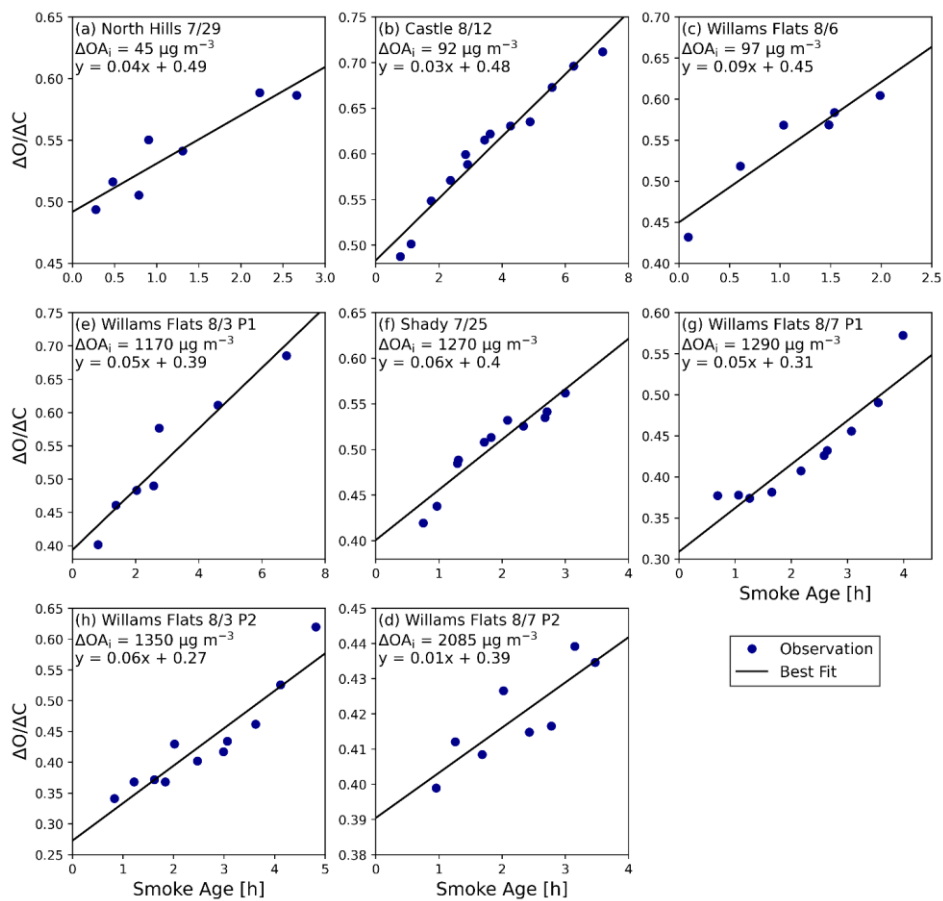 (a) North Hills 7/29
ΔOAᵢ = 45 μg m⁻³
y = 0.04x + 0.49
0.65
0.60
0.55
0.50
0.45
0.0 0.5 1.0 1.5 2.0 2.5 3.0
ΔO/ΔC
(b) Castle 8/12
ΔOAᵢ = 92 μg m⁻³
y = 0.03x + 0.48
0.75
0.70
0.65
0.60
0.55
0.50
0 2 4 6 8
(c) Willams Flats 8/6
ΔOAᵢ = 97 μg m⁻³
y = 0.09x + 0.45
0.70
0.65
0.60
0.55
0.50
0.45
0.40
0.0 0.5 1.0 1.5 2.0 2.5
(e) Willams Flats 8/3 P1
ΔOAᵢ = 1170 μg m⁻³
y = 0.05x + 0.39
0.75
0.70
0.65
0.60
0.55
0.50
0.45
0.40
0 2 4 6 8
ΔO/ΔC
(f) Shady 7/25
ΔOAᵢ = 1270 μg m⁻³
y = 0.06x + 0.4
0.65
0.60
0.55
0.50
0.45
0.40
0 1 2 3 4
(g) Willams Flats 8/7 P1
ΔOAᵢ = 1290 μg m⁻³
y = 0.05x + 0.31
0.60
0.55
0.50
0.45
0.40
0.35
0.30
0 1 2 3 4
Smoke Age [h]
(h) Willams Flats 8/3 P2
ΔOAᵢ = 1350 μg m⁻³
y = 0.06x + 0.27
0.65
0.60
0.55
0.50
0.45
0.40
0.35
0.30
0.25
0 1 2 3 4 5
ΔO/ΔC
Smoke Age [h]
(d) Willams Flats 8/7 P2
ΔOAᵢ = 2085 μg m⁻³
y = 0.01x + 0.39
0.45
0.44
0.43
0.42
0.41
0.40
0.39
0.38
0 1 2 3 4
Smoke Age [h]
Observation
Best Fit